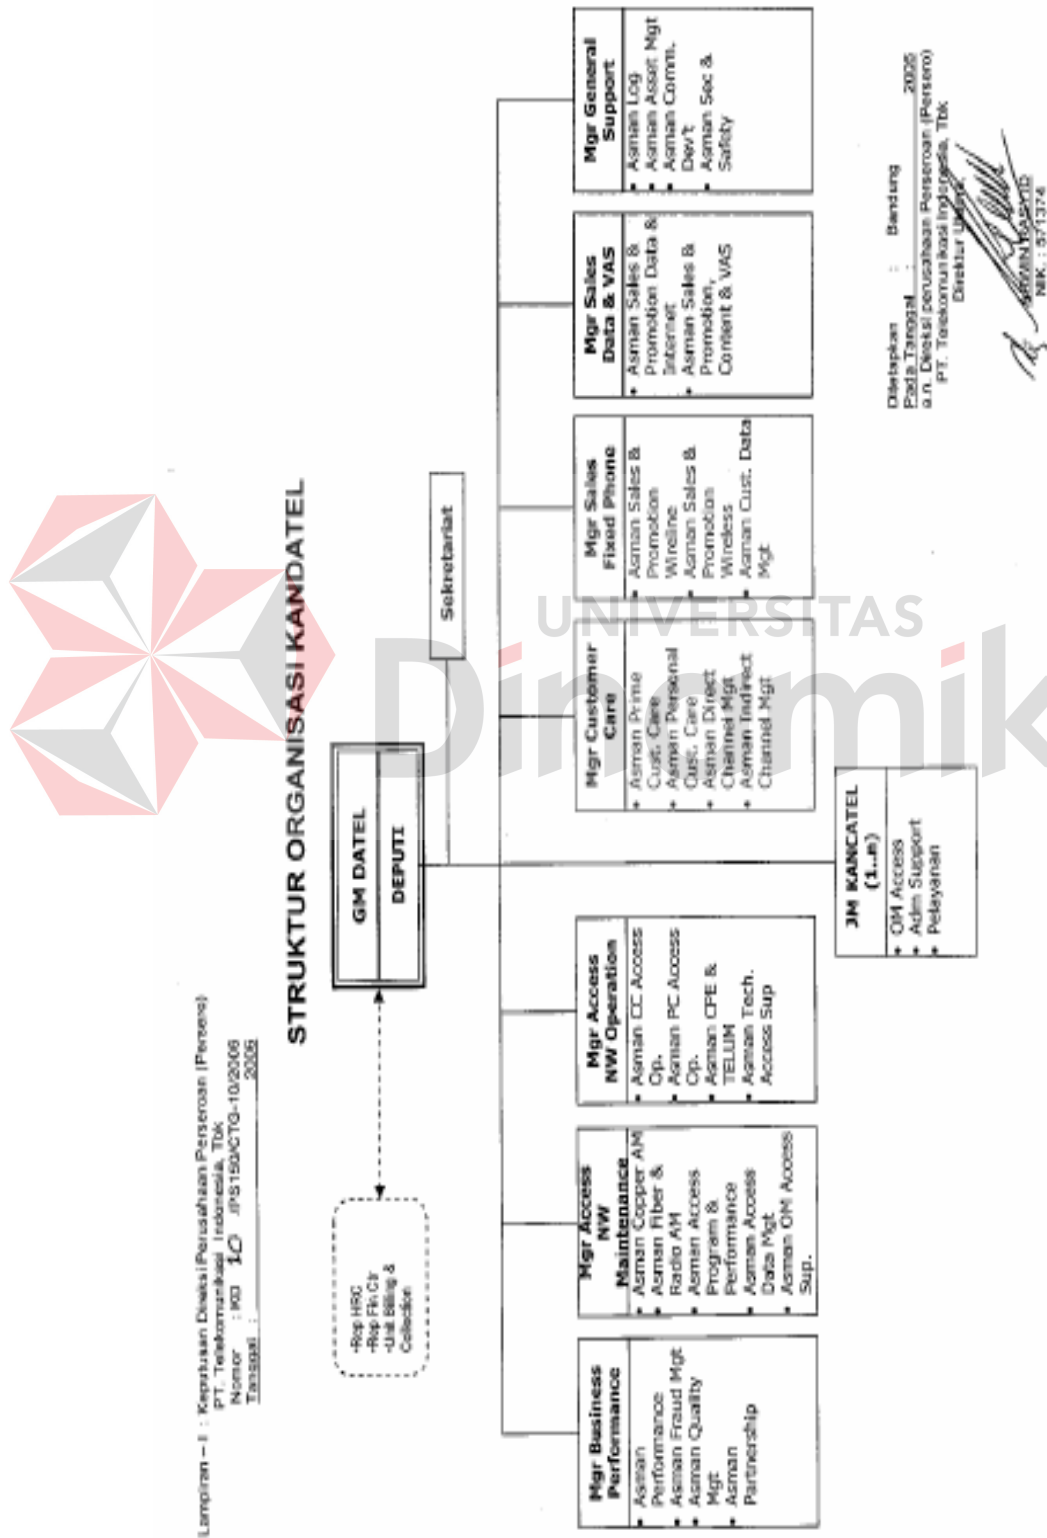 Lampiran – I : Keputusan Direksi Perusahaan Perseroan (Persero)
PT. Telekomunikasi Indonesia, Tbk
Nomor : KD 10 /PS150/CTG-10/2006
Tanggal : 2006
STRUKTUR ORGANISASI KANDATEL
GM DATEL
DEPUTI
Sekretariat
-Rep HRC
-Rep Fin Ctr
-Unit Billing &
Collection
Mgr Business
Performance
• Asman
Performance
• Asman Fraud Mgt
• Asman Quality
Mgt
• Asman
Partnership
Mgr Access
NW
Maintenance
• Asman Copper AM
• Asman Fiber &
Radio AM
• Asman Access
Program &
Performance
• Asman Access
Data Mgt
• Asman OM Access
Sup.
Mgr Access
NW Operation
• Asman CC Access
Op.
• Asman PC Access
Op.
• Asman CPE &
TELUM
• Asman Tech.
Access Sup
Mgr Customer
Care
• Asman Prime
Cust. Care
• Asman Personal
Cust. Care
• Asman Direct
Channel Mgt
• Asman Indirect
Channel Mgt
Mgr Sales
Fixed Phone
• Asman Sales &
Promotion
Wireline
• Asman Sales &
Promotion
Wireless
• Asman Cust. Data
Mgt
Mgr Sales
Data & VAS
• Asman Sales &
Promotion Data &
Internet
• Asman Sales &
Promotion,
Content & VAS
Mgr General
Support
• Asman Log
• Asman Asset Mgt
• Asman Comm.
Dev't
• Asman Sec &
Safety
JM KANCATEL
(1..n)
• OM Access
• Adm Support
• Pelayanan
Ditetapkan : Bandung
Pada Tanggal : 2006
a.n. Direksi perusahaan Perseroan (Persero)
PT. Telekomunikasi Indonesia, Tbk
Direktur
NIK. : 571374
UNIVERSITAS
Dinamik